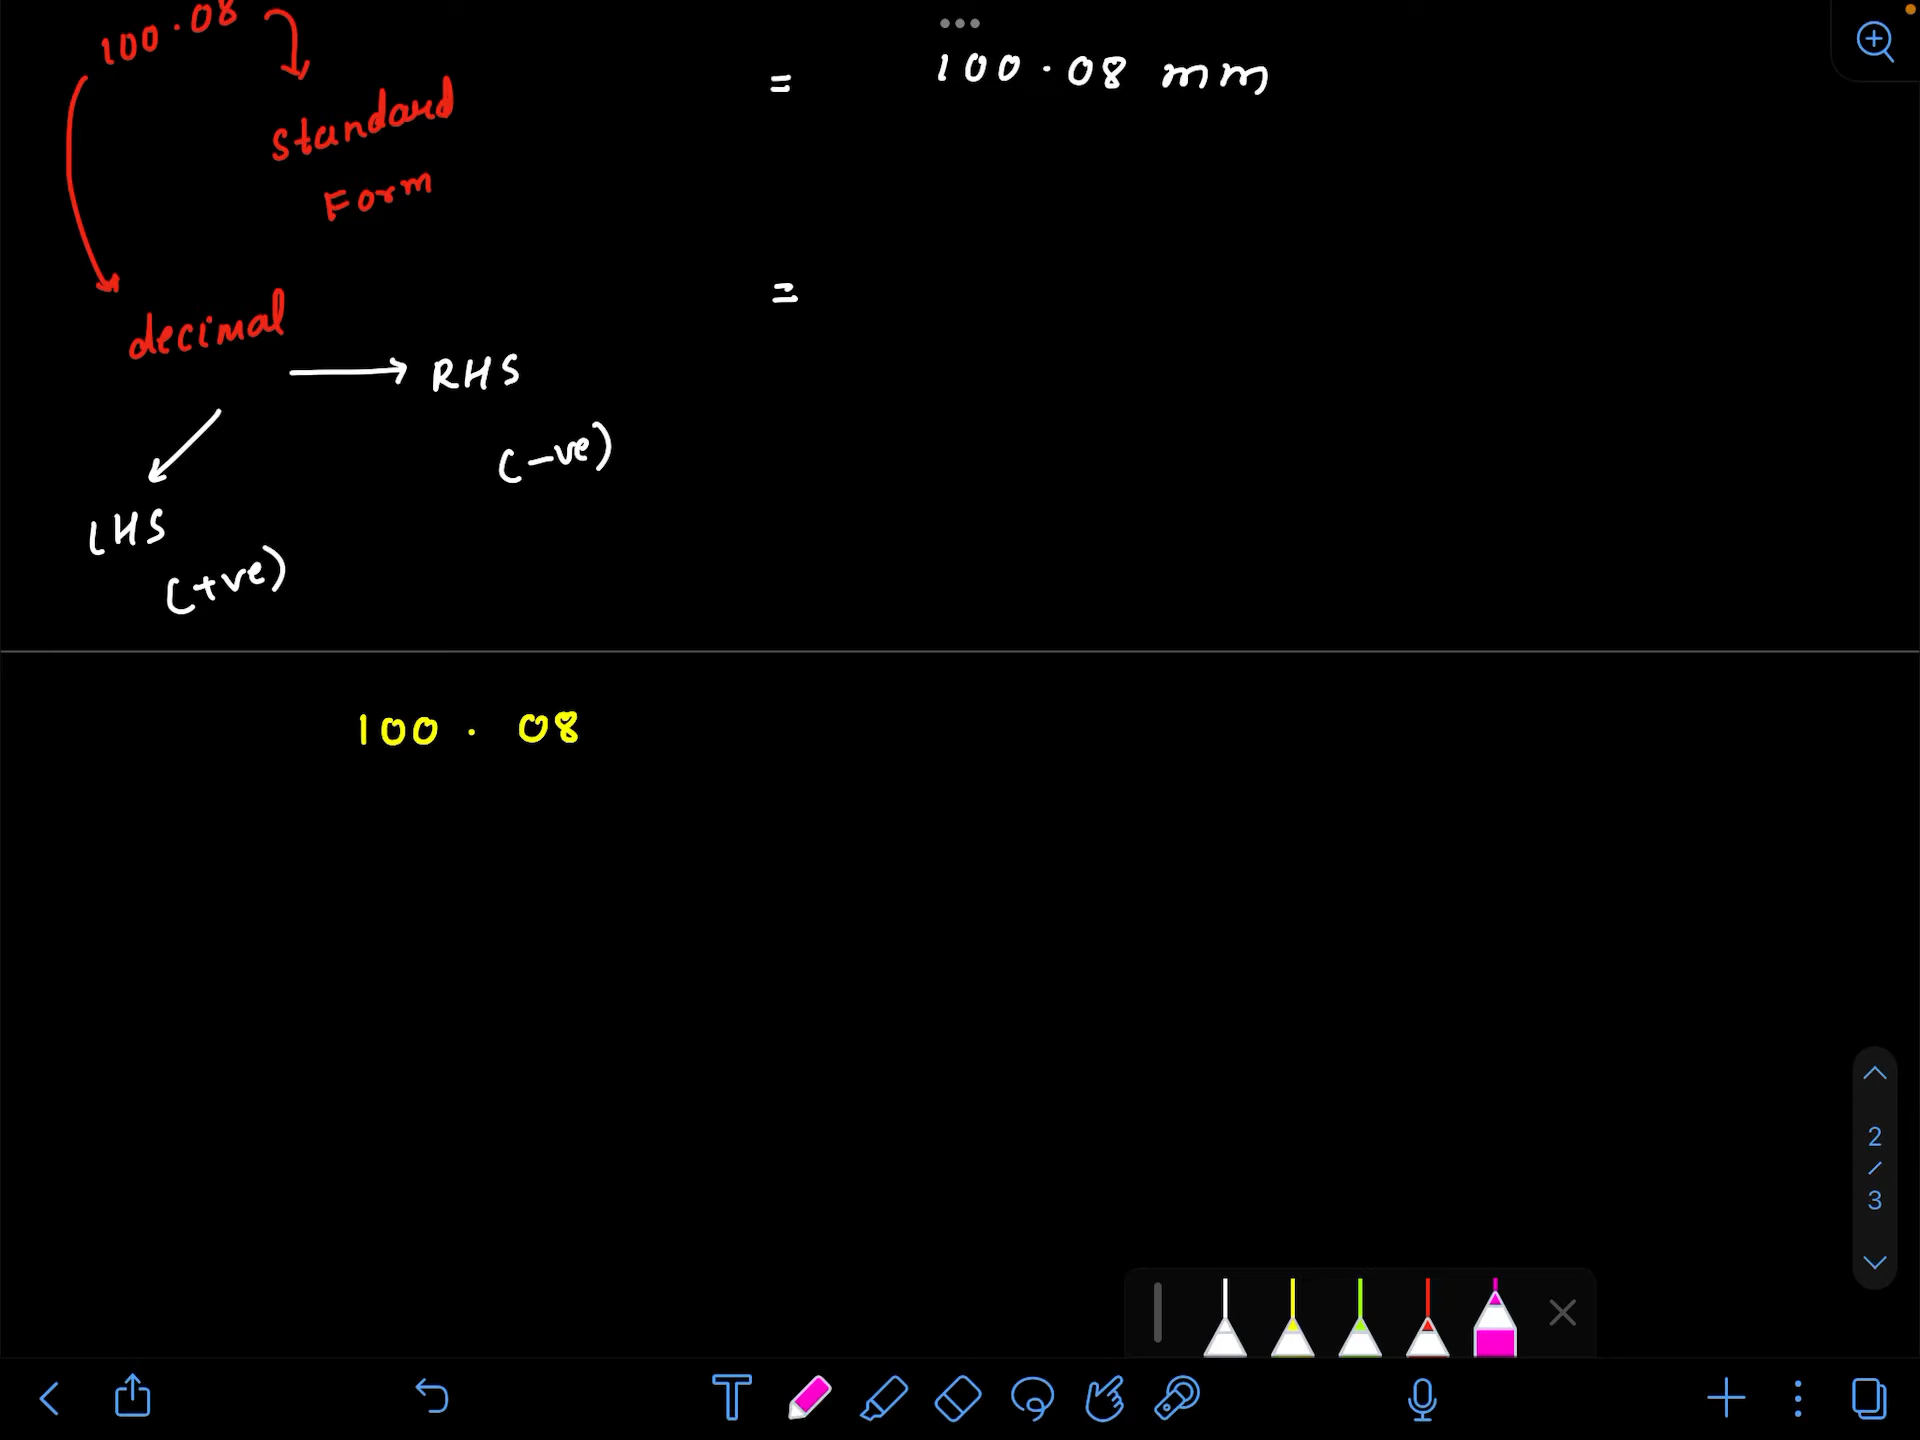 100.08
= 100.08 mm
standard
Form
=
decimal
RHS
(-ve)
LHS
(+ve)
100 . 08
2
/
3
T